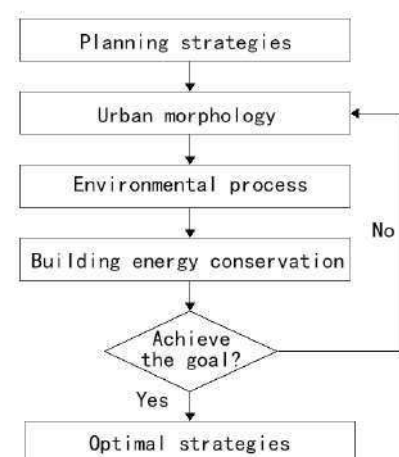 Planning strategies
Urban morphology
Environmental process
No
Building energy conservation
Achieve
the goal?
Yes
Optimal strategies